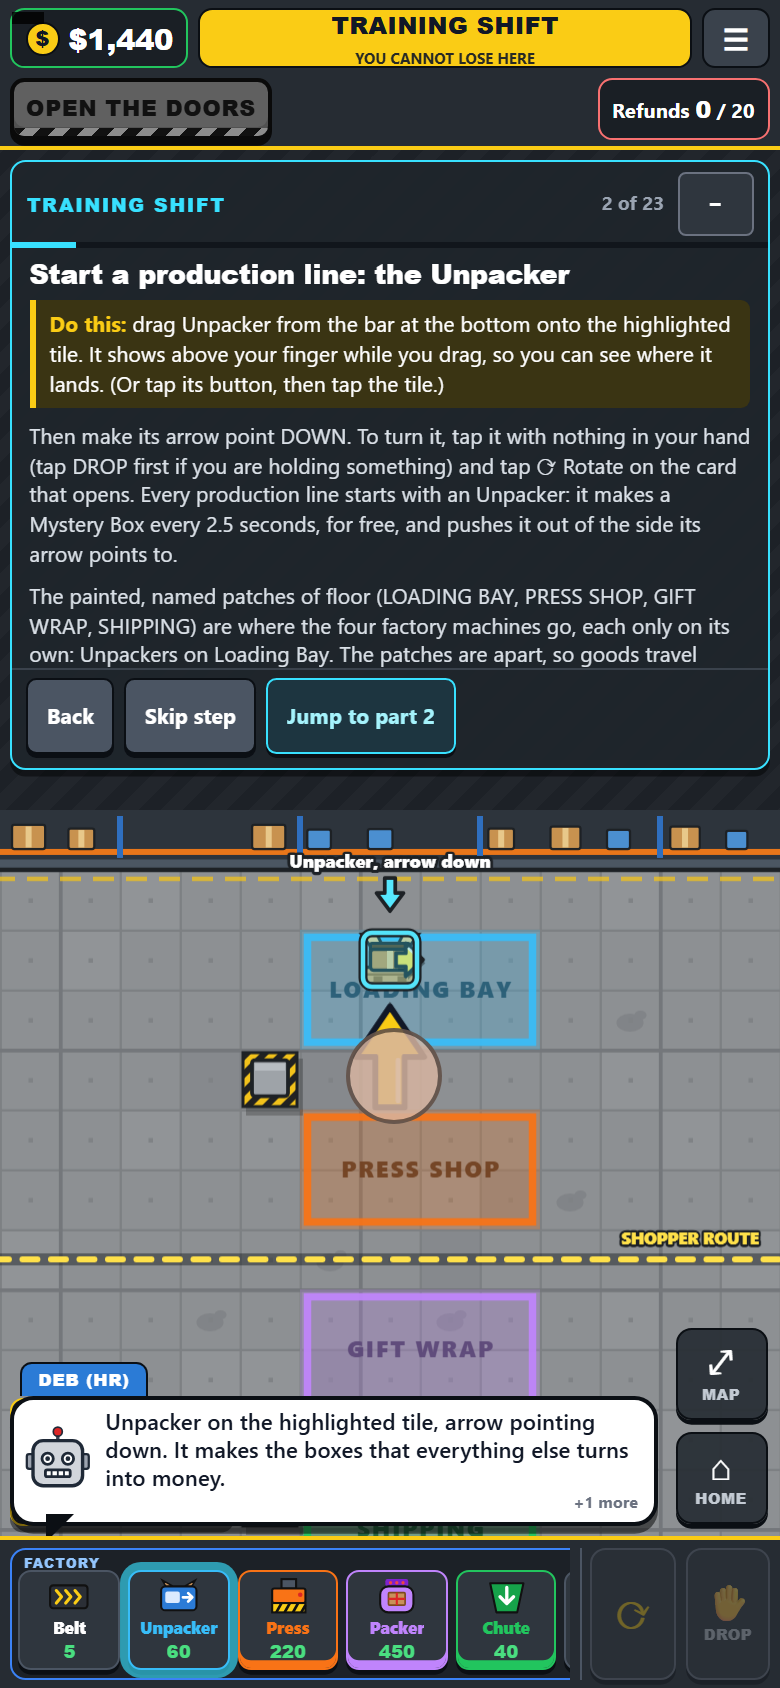 $ $1,440
TRAINING SHIFT
YOU CANNOT LOSE HERE
OPEN THE DOORS
Refunds 0 / 20
TRAINING SHIFT
2 of 23
Start a production line: the Unpacker
Do this: drag Unpacker from the bar at the bottom onto the highlighted
tile. It shows above your finger while you drag, so you can see where it
lands. (Or tap its button, then tap the tile.)
Then make its arrow point DOWN. To turn it, tap it with nothing in your hand
(tap DROP first if you are holding something) and tap ⟳ Rotate on the card
that opens. Every production line starts with an Unpacker: it makes a
Mystery Box every 2.5 seconds, for free, and pushes it out of the side its
arrow points to.
The painted, named patches of floor (LOADING BAY, PRESS SHOP, GIFT
WRAP, SHIPPING) are where the four factory machines go, each only on its
own: Unpackers on Loading Bay. The patches are apart, so goods travel
Back
Skip step
Jump to part 2
Unpacker, arrow down
LOADING BAY
PRESS SHOP
SHOPPER ROUTE
GIFT WRAP
MAP
DEB (HR)
Unpacker on the highlighted tile, arrow pointing
down. It makes the boxes that everything else turns
into money.
+1 more
HOME
SHIPPING
FACTORY
Belt
5
Unpacker
60
Press
220
Packer
450
Chute
40
DROP